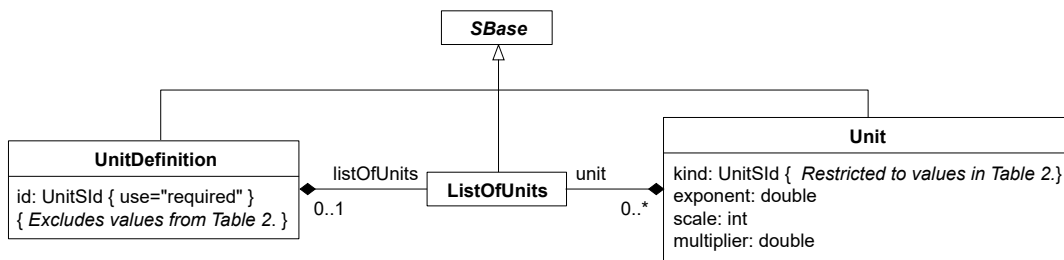 SBase
UnitDefinition
id: UnitSId { use="required" }
{ Excludes values from Table 2. }
listOfUnits
0..1
ListOfUnits
unit
0..*
Unit
kind: UnitSId { Restricted to values in Table 2.}
exponent: double
scale: int
multiplier: double